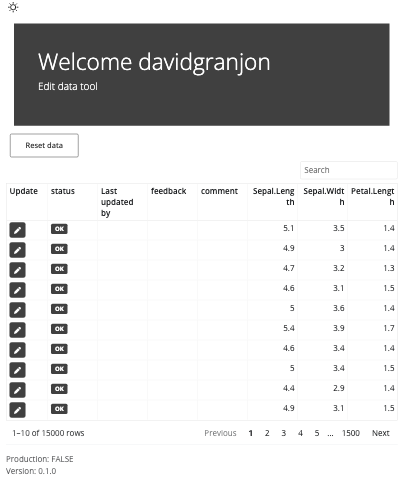 Welcome davidgranjon
Edit data tool
Reset data
Search
Update status Last updated by feedback comment Sepal.Length Sepal.Width Petal.Length
OK 5.1 3.5 1.4
OK 4.9 3 1.4
OK 4.7 3.2 1.3
OK 4.6 3.1 1.5
OK 5 3.6 1.4
OK 5.4 3.9 1.7
OK 4.6 3.4 1.4
OK 5 3.4 1.5
OK 4.4 2.9 1.4
OK 4.9 3.1 1.5
1–10 of 15000 rows Previous 1 2 3 4 5 ... 1500 Next
Production: FALSE
Version: 0.1.0